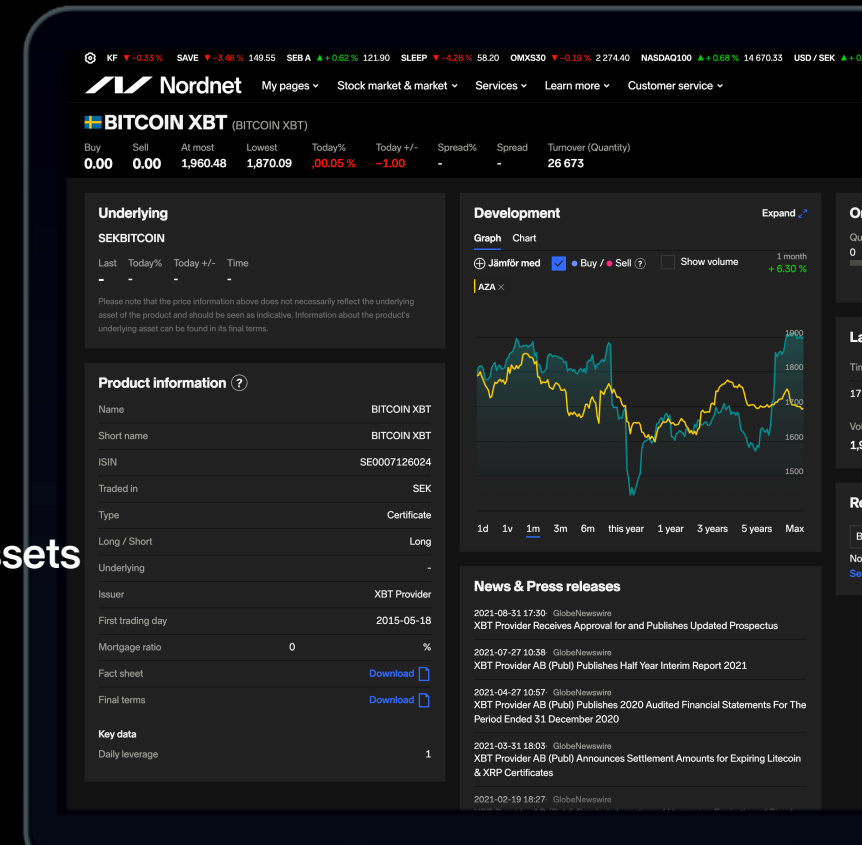 KF ▼−0.33 % SAVE ▼−3.48 % 149.55 SEB A ▲+0.62 % 121.90 SLEEP ▼−4.28 % 58.20 OMXS30 ▼−0.19 % 2 274.40 NASDAQ100 ▲+0.68 % 14 670.33 USD / SEK ▲+0
Nordnet My pages Stock market & market Services Learn more Customer service
BITCOIN XBT (BITCOIN XBT)
Buy Sell At most Lowest Today% Today +/- Spread% Spread Turnover (Quantity)
0.00 0.00 1,960.48 1,870.09 ,00.05 % −1.00 - - 26 673
Underlying
SEKBITCOIN
Last Today% Today +/- Time
- - - -
Please note that the price information above does not necessarily reflect the underlying
asset of the product and should be seen as indicative. Information about the product's
underlying asset can be found in its final terms.
Product information ?
Name BITCOIN XBT
Short name BITCOIN XBT
ISIN SE0007126024
Traded in SEK
Type Certificate
Long / Short Long
Underlying -
Issuer XBT Provider
First trading day 2015-05-18
Mortgage ratio 0 %
Fact sheet Download
Final terms Download
Key data
Daily leverage 1
ssets
Development Expand
Graph Chart
Jämför med Buy / Sell ? Show volume
1 month
+ 6.30 %
AZA ×
1900
1800
1700
1600
1500
1d 1v 1m 3m 6m this year 1 year 3 years 5 years Max
News & Press releases
2021-08-31 17:30· GlobeNewswire
XBT Provider Receives Approval for and Publishes Updated Prospectus
2021-07-27 10:38· GlobeNewswire
XBT Provider AB (Publ) Publishes Half Year Interim Report 2021
2021-04-27 10:57· GlobeNewswire
XBT Provider AB (Publ) Publishes 2020 Audited Financial Statements For The
Period Ended 31 December 2020
2021-03-31 18:03· GlobeNewswire
XBT Provider AB (Publ) Announces Settlement Amounts for Expiring Litecoin
& XRP Certificates
2021-02-19 18:27· GlobeNewswire
Qu
0
La
Tim
17
Vol
1,9
Re
B
No
Se